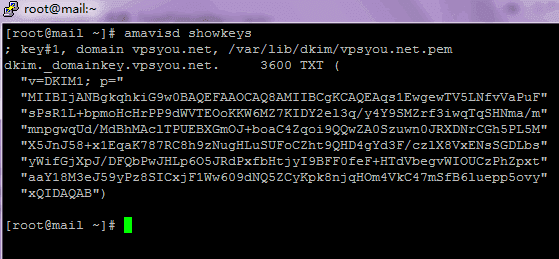 root@mail:~
[root@mail ~]# amavisd showkeys
; key#1, domain vpsyou.net, /var/lib/dkim/vpsyou.net.pem
dkim._domainkey.vpsyou.net.     3600 TXT (
  "v=DKIM1; p="
  "MIIBIjANBgkqhkiG9w0BAQEFAAOCAQ8AMIIBCgKCAQEAqs1EwgewTV5LNfvVaPuF"
  "sPsR1L+bpmoHcHrPP9dWVTEOoKKW6MZ7KIDY2el3q/y4Y9SMZrf3iwqTqSHNma/m"
  "mnpgwqUd/MdBhMAclTPUEBXGmOJ+boaC4Zqoi9QQwZA0Szuwn0JRXDNrCGh5PL5M"
  "X5JnJ58+x1EqaK787RC8h9zNugHLuSUFoCZht9QHD4gYd3F/czlX8VxENsSGDLbs"
  "yWifGjXpJ/DFQbPwJHLp6O5JRdPxfbHtjyI9BFF0feF+HTdVbegvWIOUCzPhZpxt"
  "aaY18M3eJ59yPz8SICxjF1Ww609dNQ5ZCyKpk8njqHOm4VkC47mSfB6luepp5ovy"
  "xQIDAQAB")
[root@mail ~]#